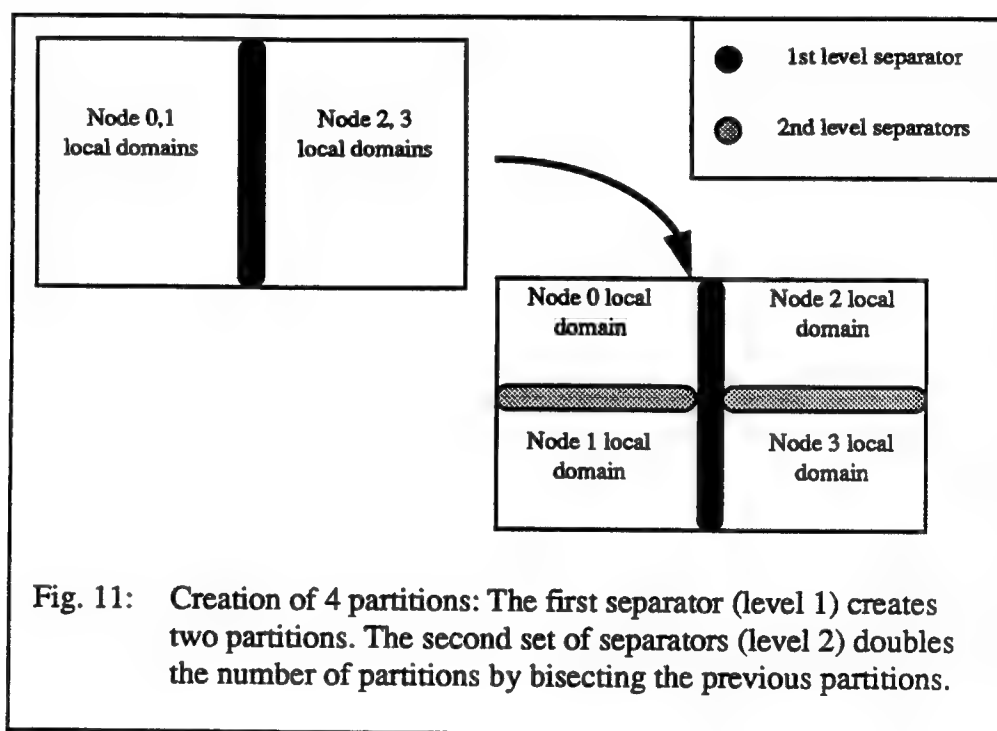 Node 0,1
local domains
Node 2, 3
local domains
1st level separator
2nd level separators
Node 0 local
domain
Node 2 local
domain
Node 1 local
domain
Node 3 local
domain
Fig. 11: Creation of 4 partitions: The first separator (level 1) creates
two partitions. The second set of separators (level 2) doubles
the number of partitions by bisecting the previous partitions.